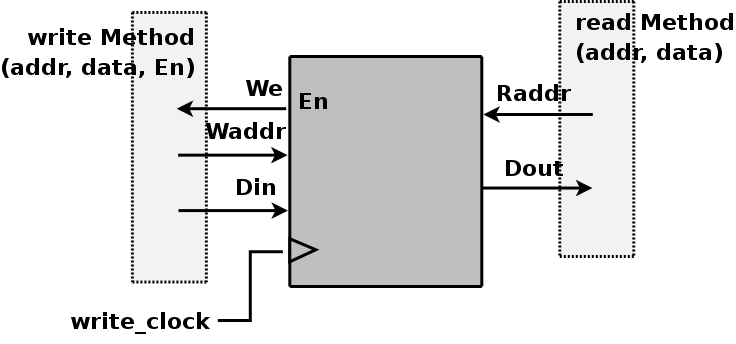 write Method
(addr, data, En)
read Method
(addr, data)
We
En
Raddr
Waddr
Dout
Din
write_clock